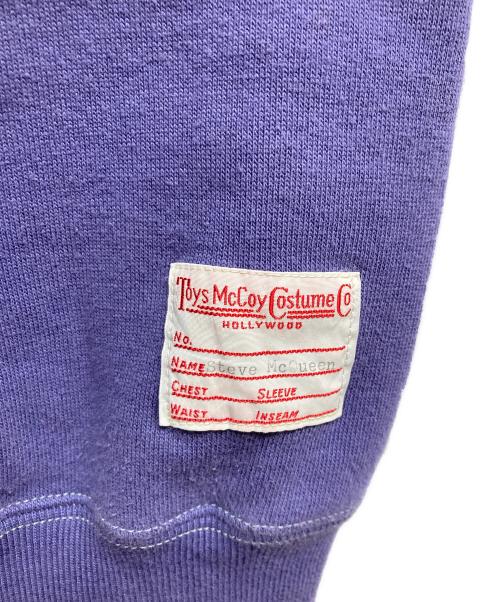 Toys McCoy Costume Co
HOLLYWOOD
No.
NAME Steve McQueen
CHEST SLEEVE
WAIST INSEAM